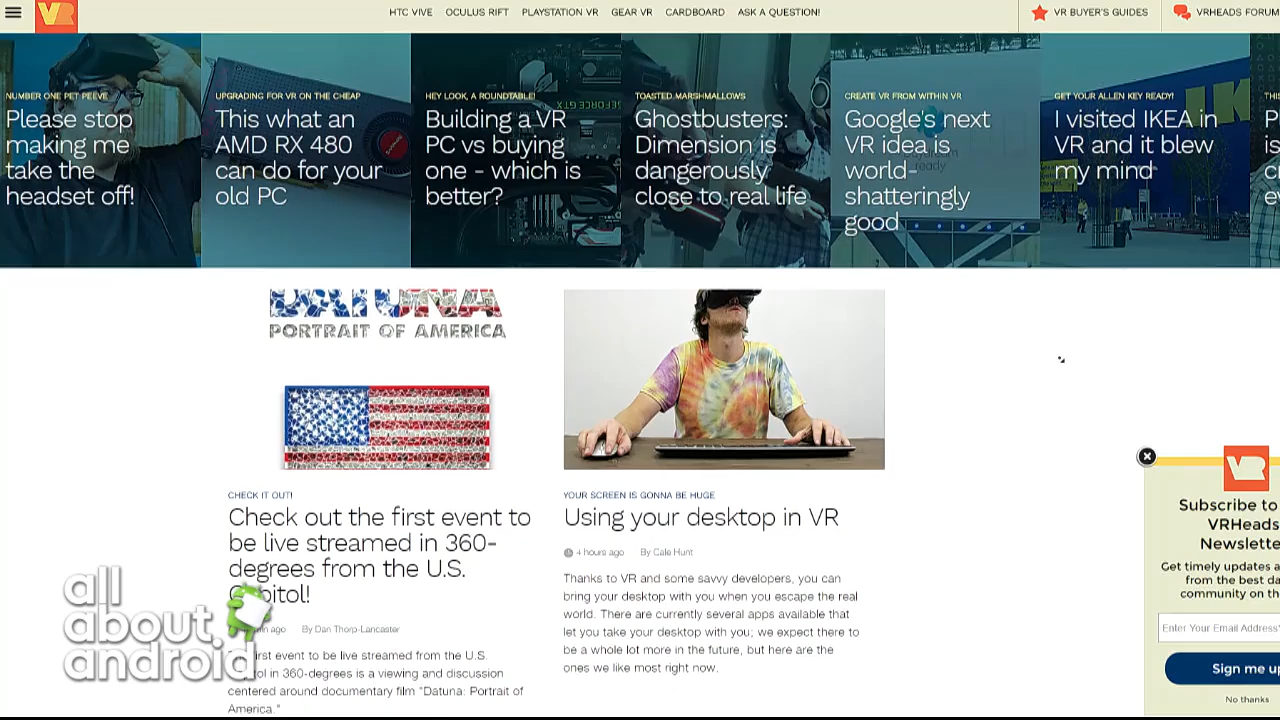 VR
HTC VIVE OCULUS RIFT PLAYSTATION VR GEAR VR CARDBOARD ASK A QUESTION!
VR BUYER'S GUIDES
VRHEADS FORUM
NUMBER ONE PET PEEVE
Please stop
making me
take the
headset off!
UPGRADING FOR VR ON THE CHEAP
This what an
AMD RX 480
can do for your
old PC
HEY LOOK, A ROUNDTABLE!
GEFORCE GTX
Building a VR
PC vs buying
one - which is
better?
TOASTED MARSHMALLOWS
Ghostbusters:
Dimension is
dangerously
close to real life
CREATE VR FROM WITHIN VR
Google's next
VR idea is
world-
shatteringly
good
daydream
ready
GET YOUR ALLEN KEY READY!
I visited IKEA in
VR and it blew
my mind
DATUNA
PORTRAIT OF AMERICA
CHECK IT OUT!
Check out the first event to
be live streamed in 360-
degrees from the U.S.
Capitol!
ago By Dan Thorp-Lancaster
first event to be live streamed from the U.S.
in 360-degrees is a viewing and discussion
centered around documentary film "Datuna: Portrait of
America."
YOUR SCREEN IS GONNA BE HUGE
Using your desktop in VR
4 hours ago By Cale Hunt
Thanks to VR and some savvy developers, you can
bring your desktop with you when you escape the real
world. There are currently several apps available that
let you take your desktop with you; we expect there to
be a whole lot more in the future, but here are the
ones we like most right now.
VR
Subscribe to
VRHeads
Newslette
Get timely updates a
from the best da
community on th
Enter Your Email Address*
Sign me up
No thanks
all
about
android